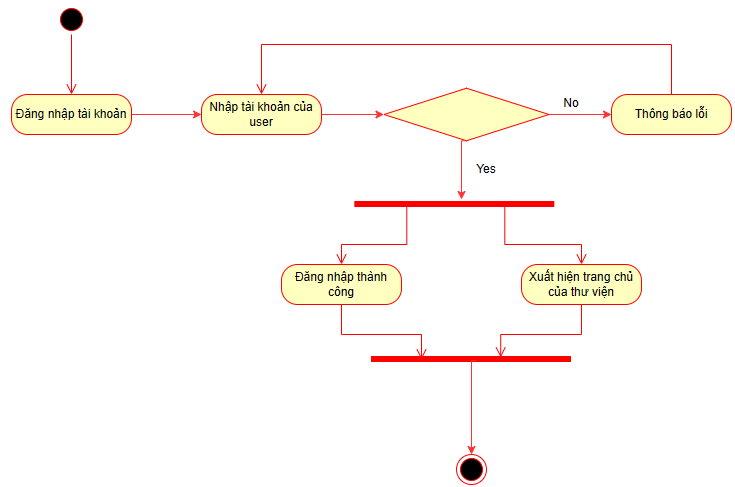 Đăng nhập tài khoản
Nhập tài khoản của
user
No
Thông báo lỗi
Yes
Đăng nhập thành
công
Xuất hiện trang chủ
của thư viện